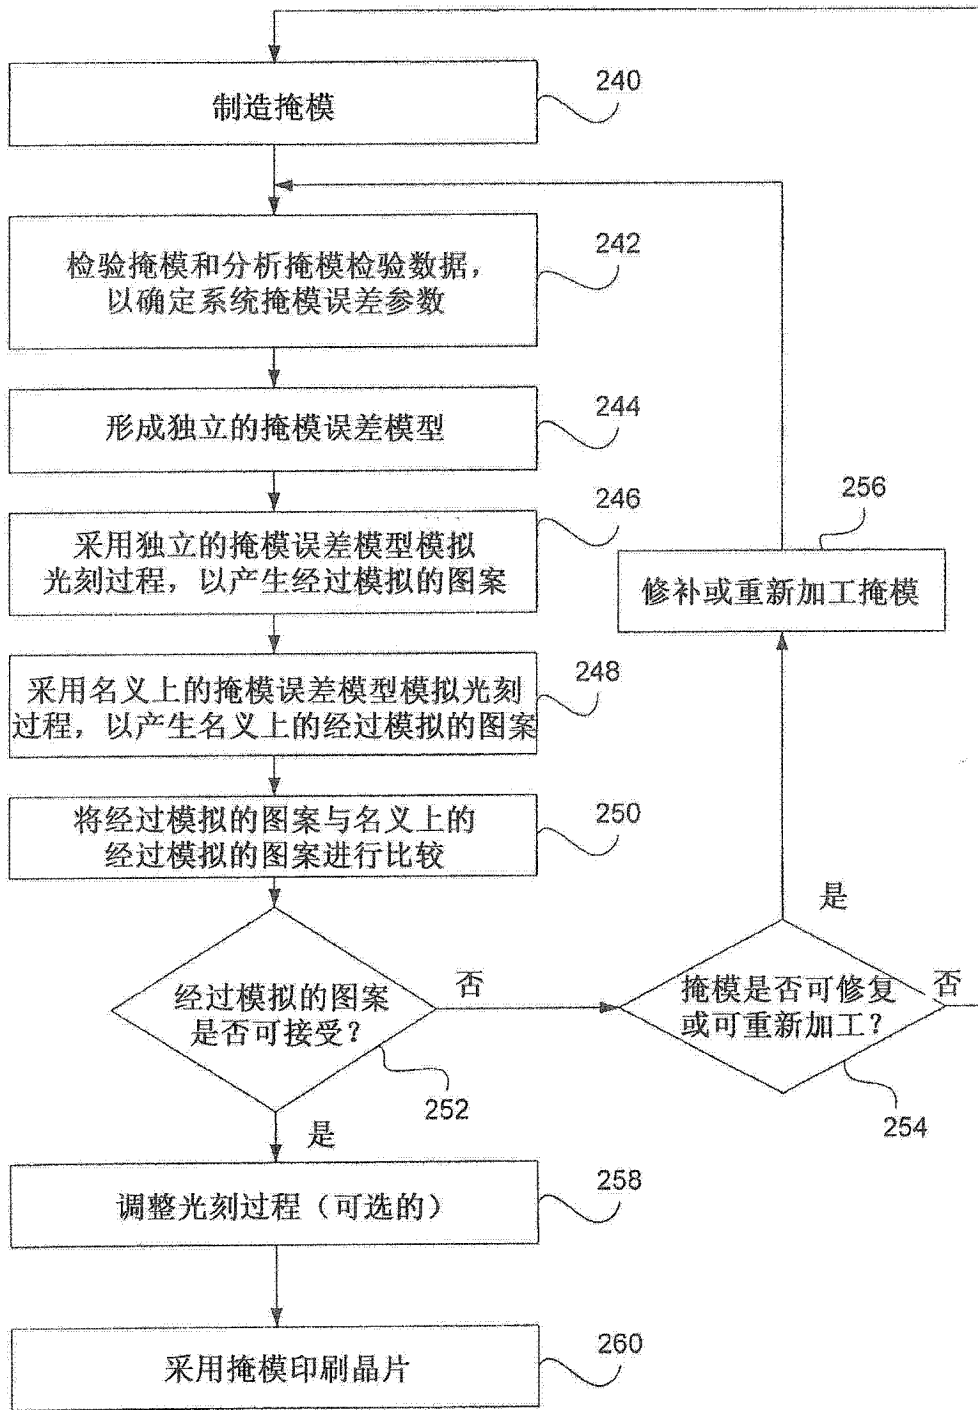 制造掩模
240
检验掩模和分析掩模检验数据，
以确定系统掩模误差参数
242
形成独立的掩模误差模型
244
采用独立的掩模误差模型模拟
光刻过程，以产生经过模拟的图案
246
256
修补或重新加工掩模
采用名义上的掩模误差模型模拟光刻
过程，以产生名义上的经过模拟的图案
248
将经过模拟的图案与名义上的
经过模拟的图案进行比较
250
经过模拟的图案
是否可接受？
252
否
是
掩模是否可修复
或可重新加工？
254
是
否
调整光刻过程（可选的）
258
采用掩模印刷晶片
260